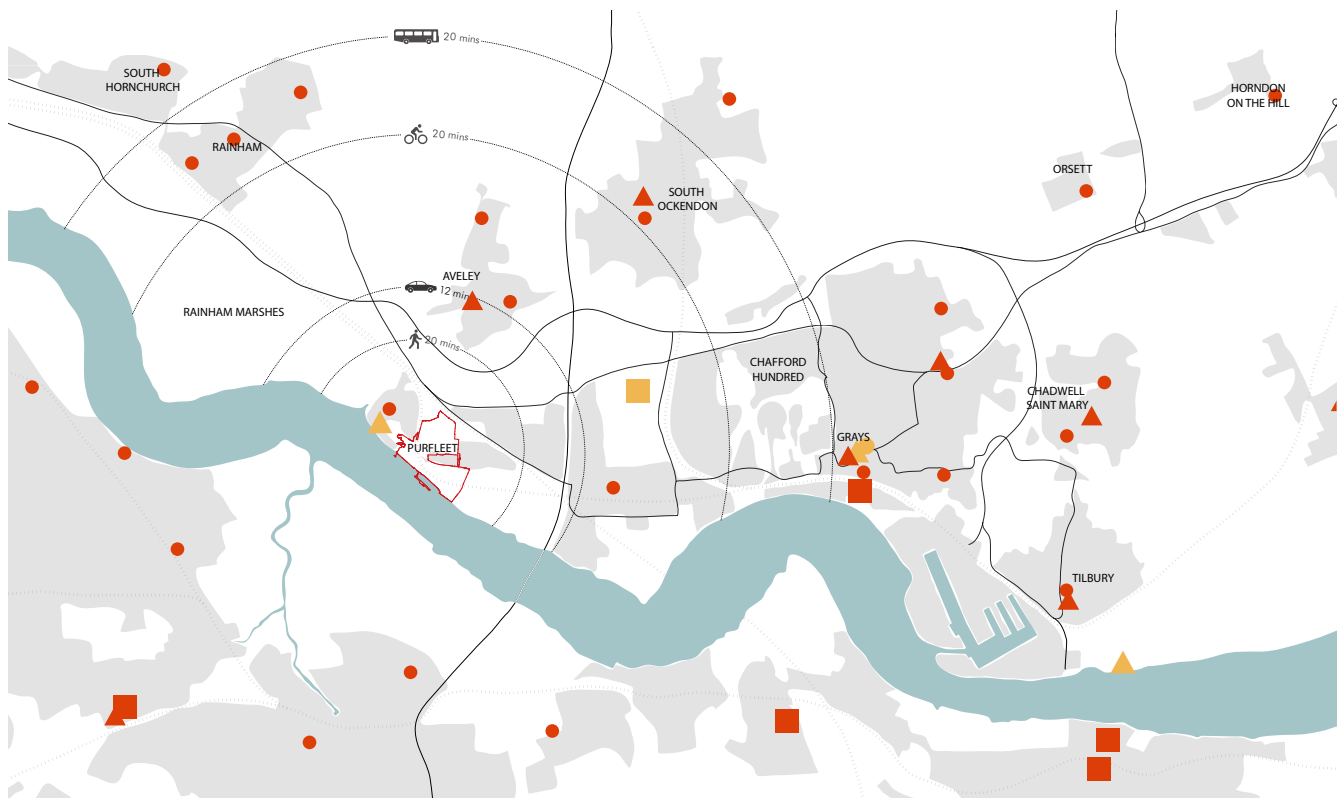 20 mins
SOUTH
HORNCHURCH
HORNDON
ON THE HILL
20 mins
RAINHAM
ORSETT
SOUTH
OCKENDON
AVELEY
12 mins
RAINHAM MARSHES
20 mins
CHAFFORD
HUNDRED
CHADWELL
SAINT MARY
GRAYS
PURFLEET
TILBURY